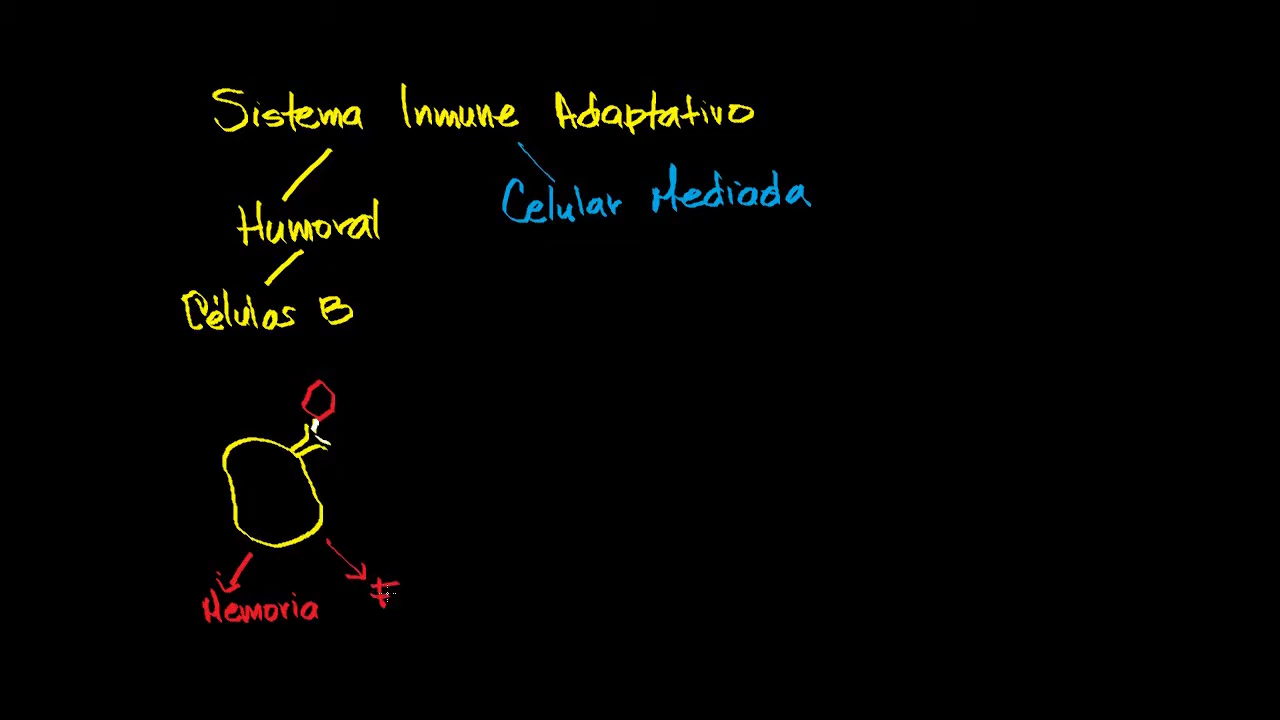 Sistema Inmune Adaptativo
Celular Mediada
Humoral
Células B
Memoria